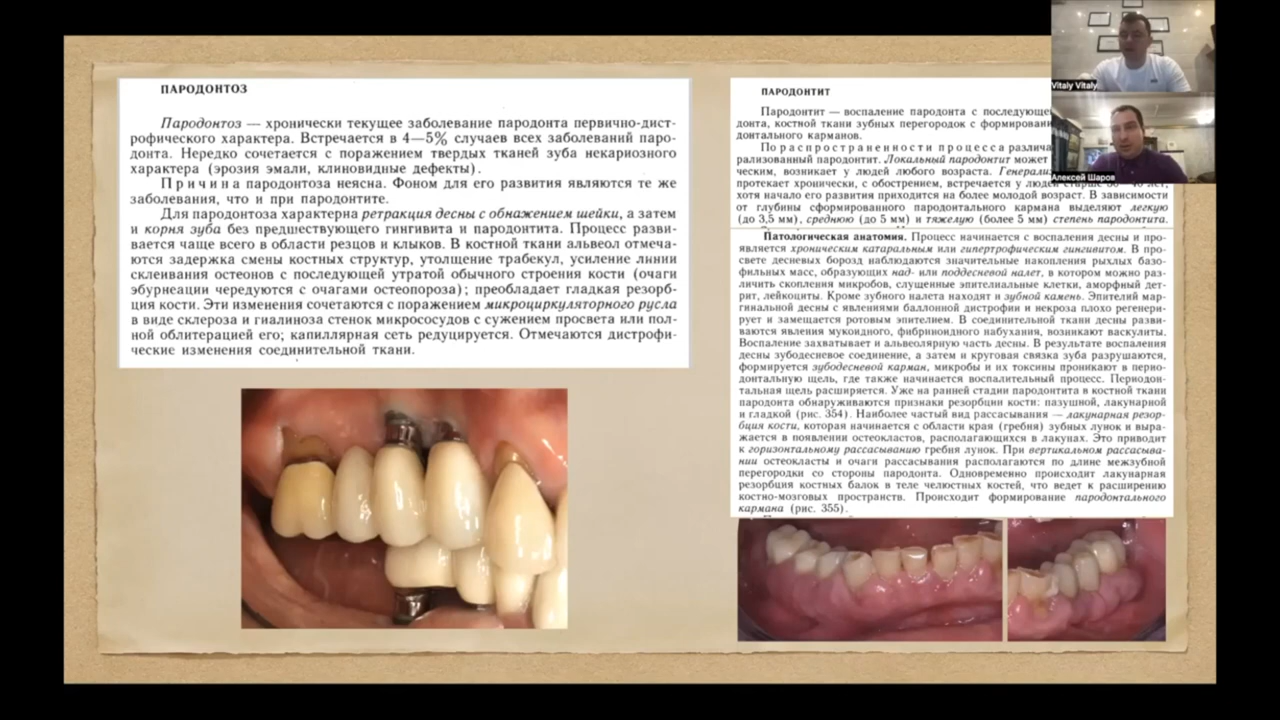 ПАРОДОНТОЗ
Пародонтоз — хронически текущее заболевание пародонта первично-дист-
рофического характера. Встречается в 4—5% случаев всех заболеваний паро-
донта. Нередко сочетается с поражением твердых тканей зуба некариозного
характера (эрозия эмали, клиновидные дефекты).
Причина пародонтоза неясна. Фоном для его развития являются те же
заболевания, что и при пародонтите.
Для пародонтоза характерна ретракция десны с обнажением шейки, а затем
и корня зуба без предшествующего гингивита и пародонтита. Процесс разви-
вается чаще всего в области резцов и клыков. В костной ткани альвеол отмеча-
ются задержка смены костных структур, утолщение трабекул, усиление линии
склеивания остеонов с последующей утратой обычного строения кости (очаги
эбурнеации чередуются с очагами остеопороза); преобладает гладкая резорб-
ция кости. Эти изменения сочетаются с поражением микроциркуляторного русла
в виде склероза и гиалиноза стенок микрососудов с сужением просвета или пол-
ной облитерацией его; капиллярная сеть редуцируется. Отмечаются дистрофи-
ческие изменения соединительной ткани.
ПАРОДОНТИТ
Пародонтит — воспаление пародонта с последующе
донта, костной ткани зубных перегородок с формировани
донтального карманов.
По распространенности процесса различа
рализованный пародонтит. Локальный пародонтит может
ческим, возникает у людей любого возраста. Генерали
протекает хронически, с обострением, встречается у людей старше
хотя начало его развития приходится на более молодой возраст. В зависимости
от глубины сформированного пародонтального кармана выделяют легкую
(до 3,5 мм), среднюю (до 5 мм) и тяжелую (более 5 мм) степень пародонтита.
Патологическая анатомия. Процесс начинается с воспаления десны и про-
является хроническим катаральным или гипертрофическим гингивитом. В про-
свете десневых борозд наблюдаются значительные накопления рыхлых базо-
фильных масс, образующих над- или поддесневой налет, в котором можно раз-
личить скопления микробов, слущенные эпителиальные клетки, аморфный дет-
рит, лейкоциты. Кроме зубного налета находят и зубной камень. Эпителий мар-
гинальной десны с явлениями баллонной дистрофии и некроза плохо регенери-
рует и замещается ротовым эпителием. В соединительной ткани десны разви-
ваются явления мукоидного, фибриноидного набухания, возникают васкулиты.
Воспаление захватывает и альвеолярную часть десны. В результате воспаления
десны зубодесневое соединение, а затем и круговая связка зуба разрушаются,
формируется зубодесневой карман, микробы и их токсины проникают в перио-
донтальную щель, где также начинается воспалительный процесс. Периодон-
тальная щель расширяется. Уже на ранней стадии пародонтита в костной ткани
пародонта обнаруживаются признаки резорбции кости: пазушной, лакунарной
и гладкой (рис. 354). Наиболее частый вид рассасывания — лакунарная резор-
бция кости, которая начинается с области края (гребня) зубных лунок и выра-
жается в появлении остеокластов, располагающихся в лакунах. Это приводит
к горизонтальному рассасыванию гребня лунок. При вертикальном рассасыва-
нии остеокласты и очаги рассасывания располагаются по длине межзубной
перегородки со стороны пародонта. Одновременно происходит лакунарная
резорбция костных балок в теле челюстных костей, что ведет к расширению
костно-мозговых пространств. Происходит формирование пародонтального
кармана (рис. 355).
Vitaly Vitaly
Алексей Шаров